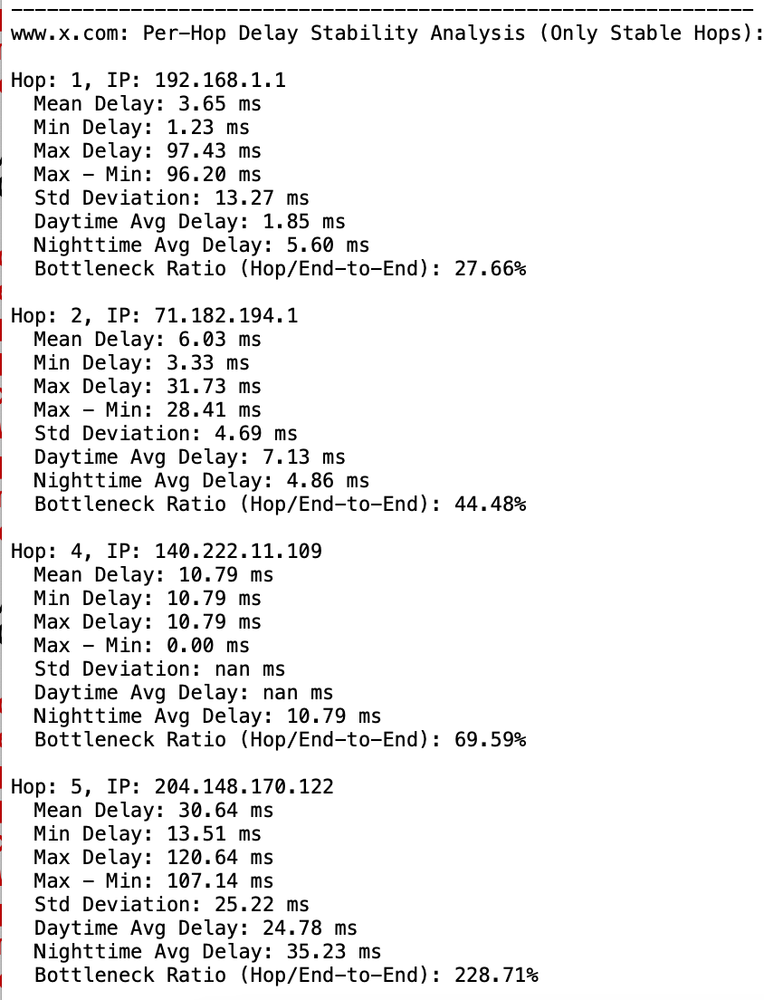 ----------------------------------------------------------------
www.x.com: Per-Hop Delay Stability Analysis (Only Stable Hops):
Hop: 1, IP: 192.168.1.1
Mean Delay: 3.65 ms
Min Delay: 1.23 ms
Max Delay: 97.43 ms
Max - Min: 96.20 ms
Std Deviation: 13.27 ms
Daytime Avg Delay: 1.85 ms
Nighttime Avg Delay: 5.60 ms
Bottleneck Ratio (Hop/End-to-End): 27.66%
Hop: 2, IP: 71.182.194.1
Mean Delay: 6.03 ms
Min Delay: 3.33 ms
Max Delay: 31.73 ms
Max - Min: 28.41 ms
Std Deviation: 4.69 ms
Daytime Avg Delay: 7.13 ms
Nighttime Avg Delay: 4.86 ms
Bottleneck Ratio (Hop/End-to-End): 44.48%
Hop: 4, IP: 140.222.11.109
Mean Delay: 10.79 ms
Min Delay: 10.79 ms
Max Delay: 10.79 ms
Max - Min: 0.00 ms
Std Deviation: nan ms
Daytime Avg Delay: nan ms
Nighttime Avg Delay: 10.79 ms
Bottleneck Ratio (Hop/End-to-End): 69.59%
Hop: 5, IP: 204.148.170.122
Mean Delay: 30.64 ms
Min Delay: 13.51 ms
Max Delay: 120.64 ms
Max - Min: 107.14 ms
Std Deviation: 25.22 ms
Daytime Avg Delay: 24.78 ms
Nighttime Avg Delay: 35.23 ms
Bottleneck Ratio (Hop/End-to-End): 228.71%